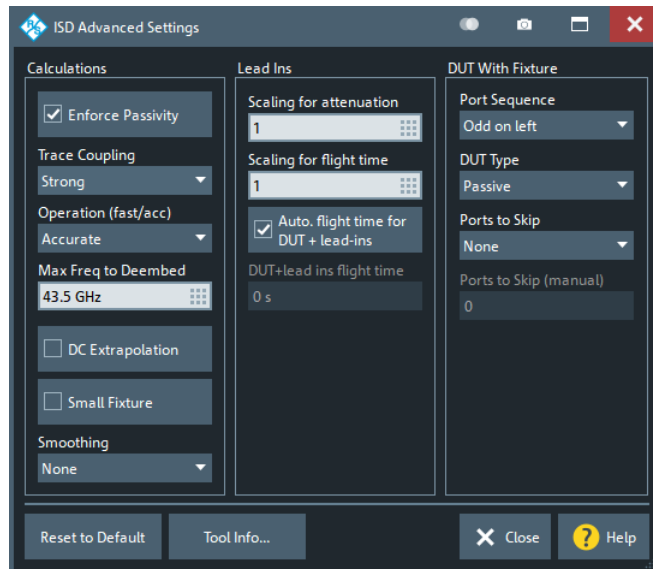 R&S ISD Advanced Settings
Calculations
Enforce Passivity
Trace Coupling
Strong
Operation (fast/acc)
Accurate
Max Freq to Deembed
43.5 GHz
DC Extrapolation
Small Fixture
Smoothing
None
Lead Ins
Scaling for attenuation
1
Scaling for flight time
1
Auto. flight time for
DUT + lead-ins
DUT+lead ins flight time
0 s
DUT With Fixture
Port Sequence
Odd on left
DUT Type
Passive
Ports to Skip
None
Ports to Skip (manual)
0
Reset to Default
Tool Info...
Close
? Help